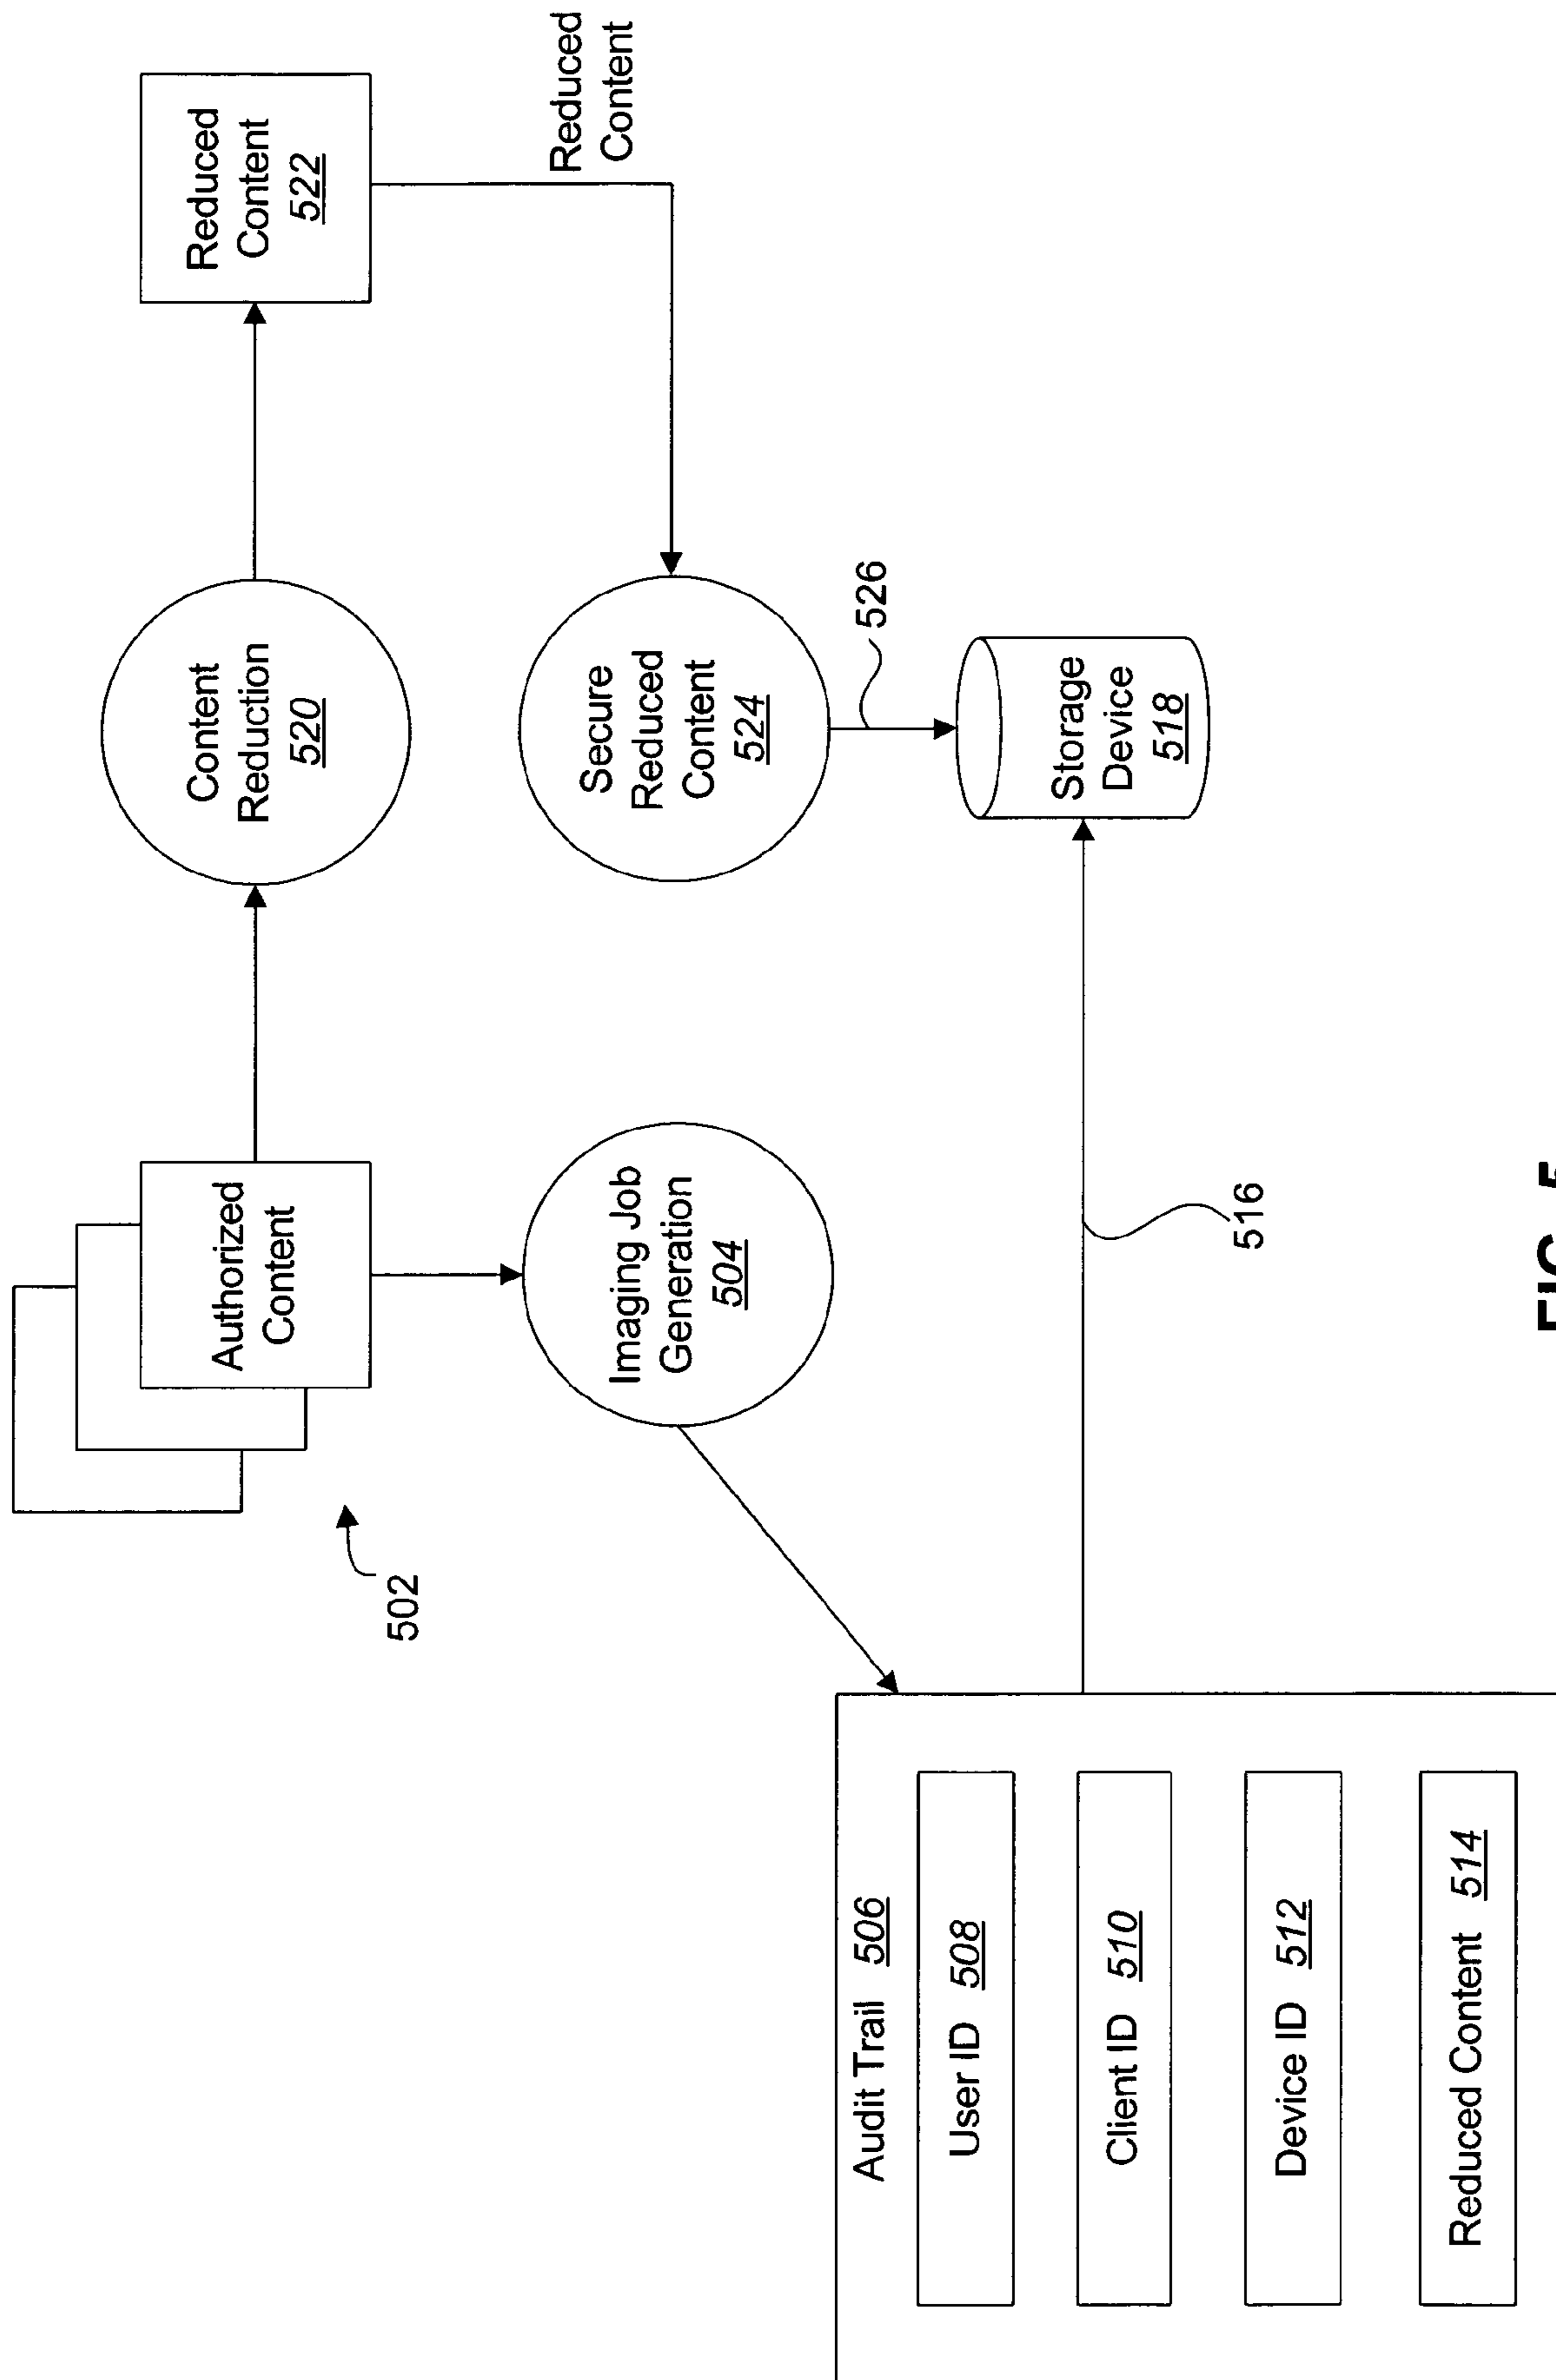 502
Authorized
Content
Content
Reduction
520
Reduced
Content
522
Imaging Job
Generation
504
Secure
Reduced
Content
524
Reduced
Content
526
Audit Trail 506
User ID 508
Client ID 510
Device ID 512
Reduced Content 514
516
Storage
Device
518